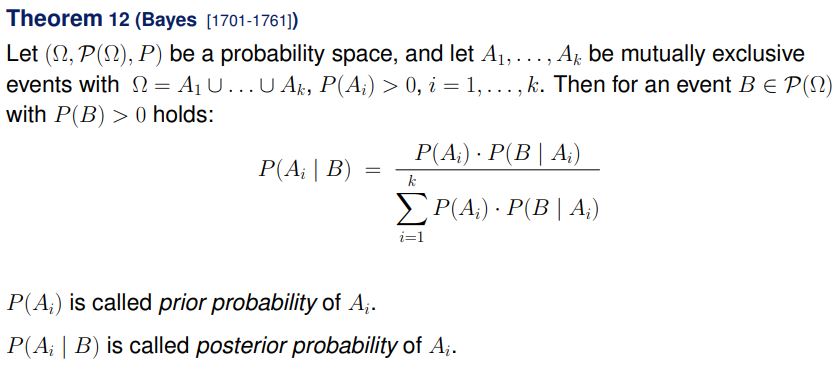 Theorem 12 (Bayes [1701-1761])
Let (Ω, 𝒫(Ω), P) be a probability space, and let A₁, . . . , Aₖ be mutually exclusive
events with Ω = A₁ ∪ . . . ∪ Aₖ, P(Aᵢ) > 0, i = 1, . . . , k. Then for an event B ∈ 𝒫(Ω)
with P(B) > 0 holds:
P(Aᵢ | B) = P(Aᵢ) · P(B | Aᵢ)
k
∑ P(Aᵢ) · P(B | Aᵢ)
i=1
P(Aᵢ) is called prior probability of Aᵢ.
P(Aᵢ | B) is called posterior probability of Aᵢ.